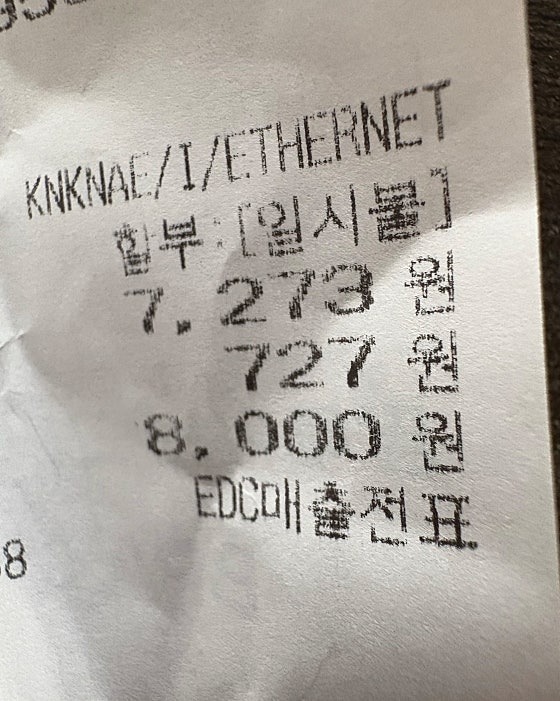 KNKNAE/I/ETHERNET
할부:[일시불]
7,273 원
727 원
8,000 원
EDC매출전표
8